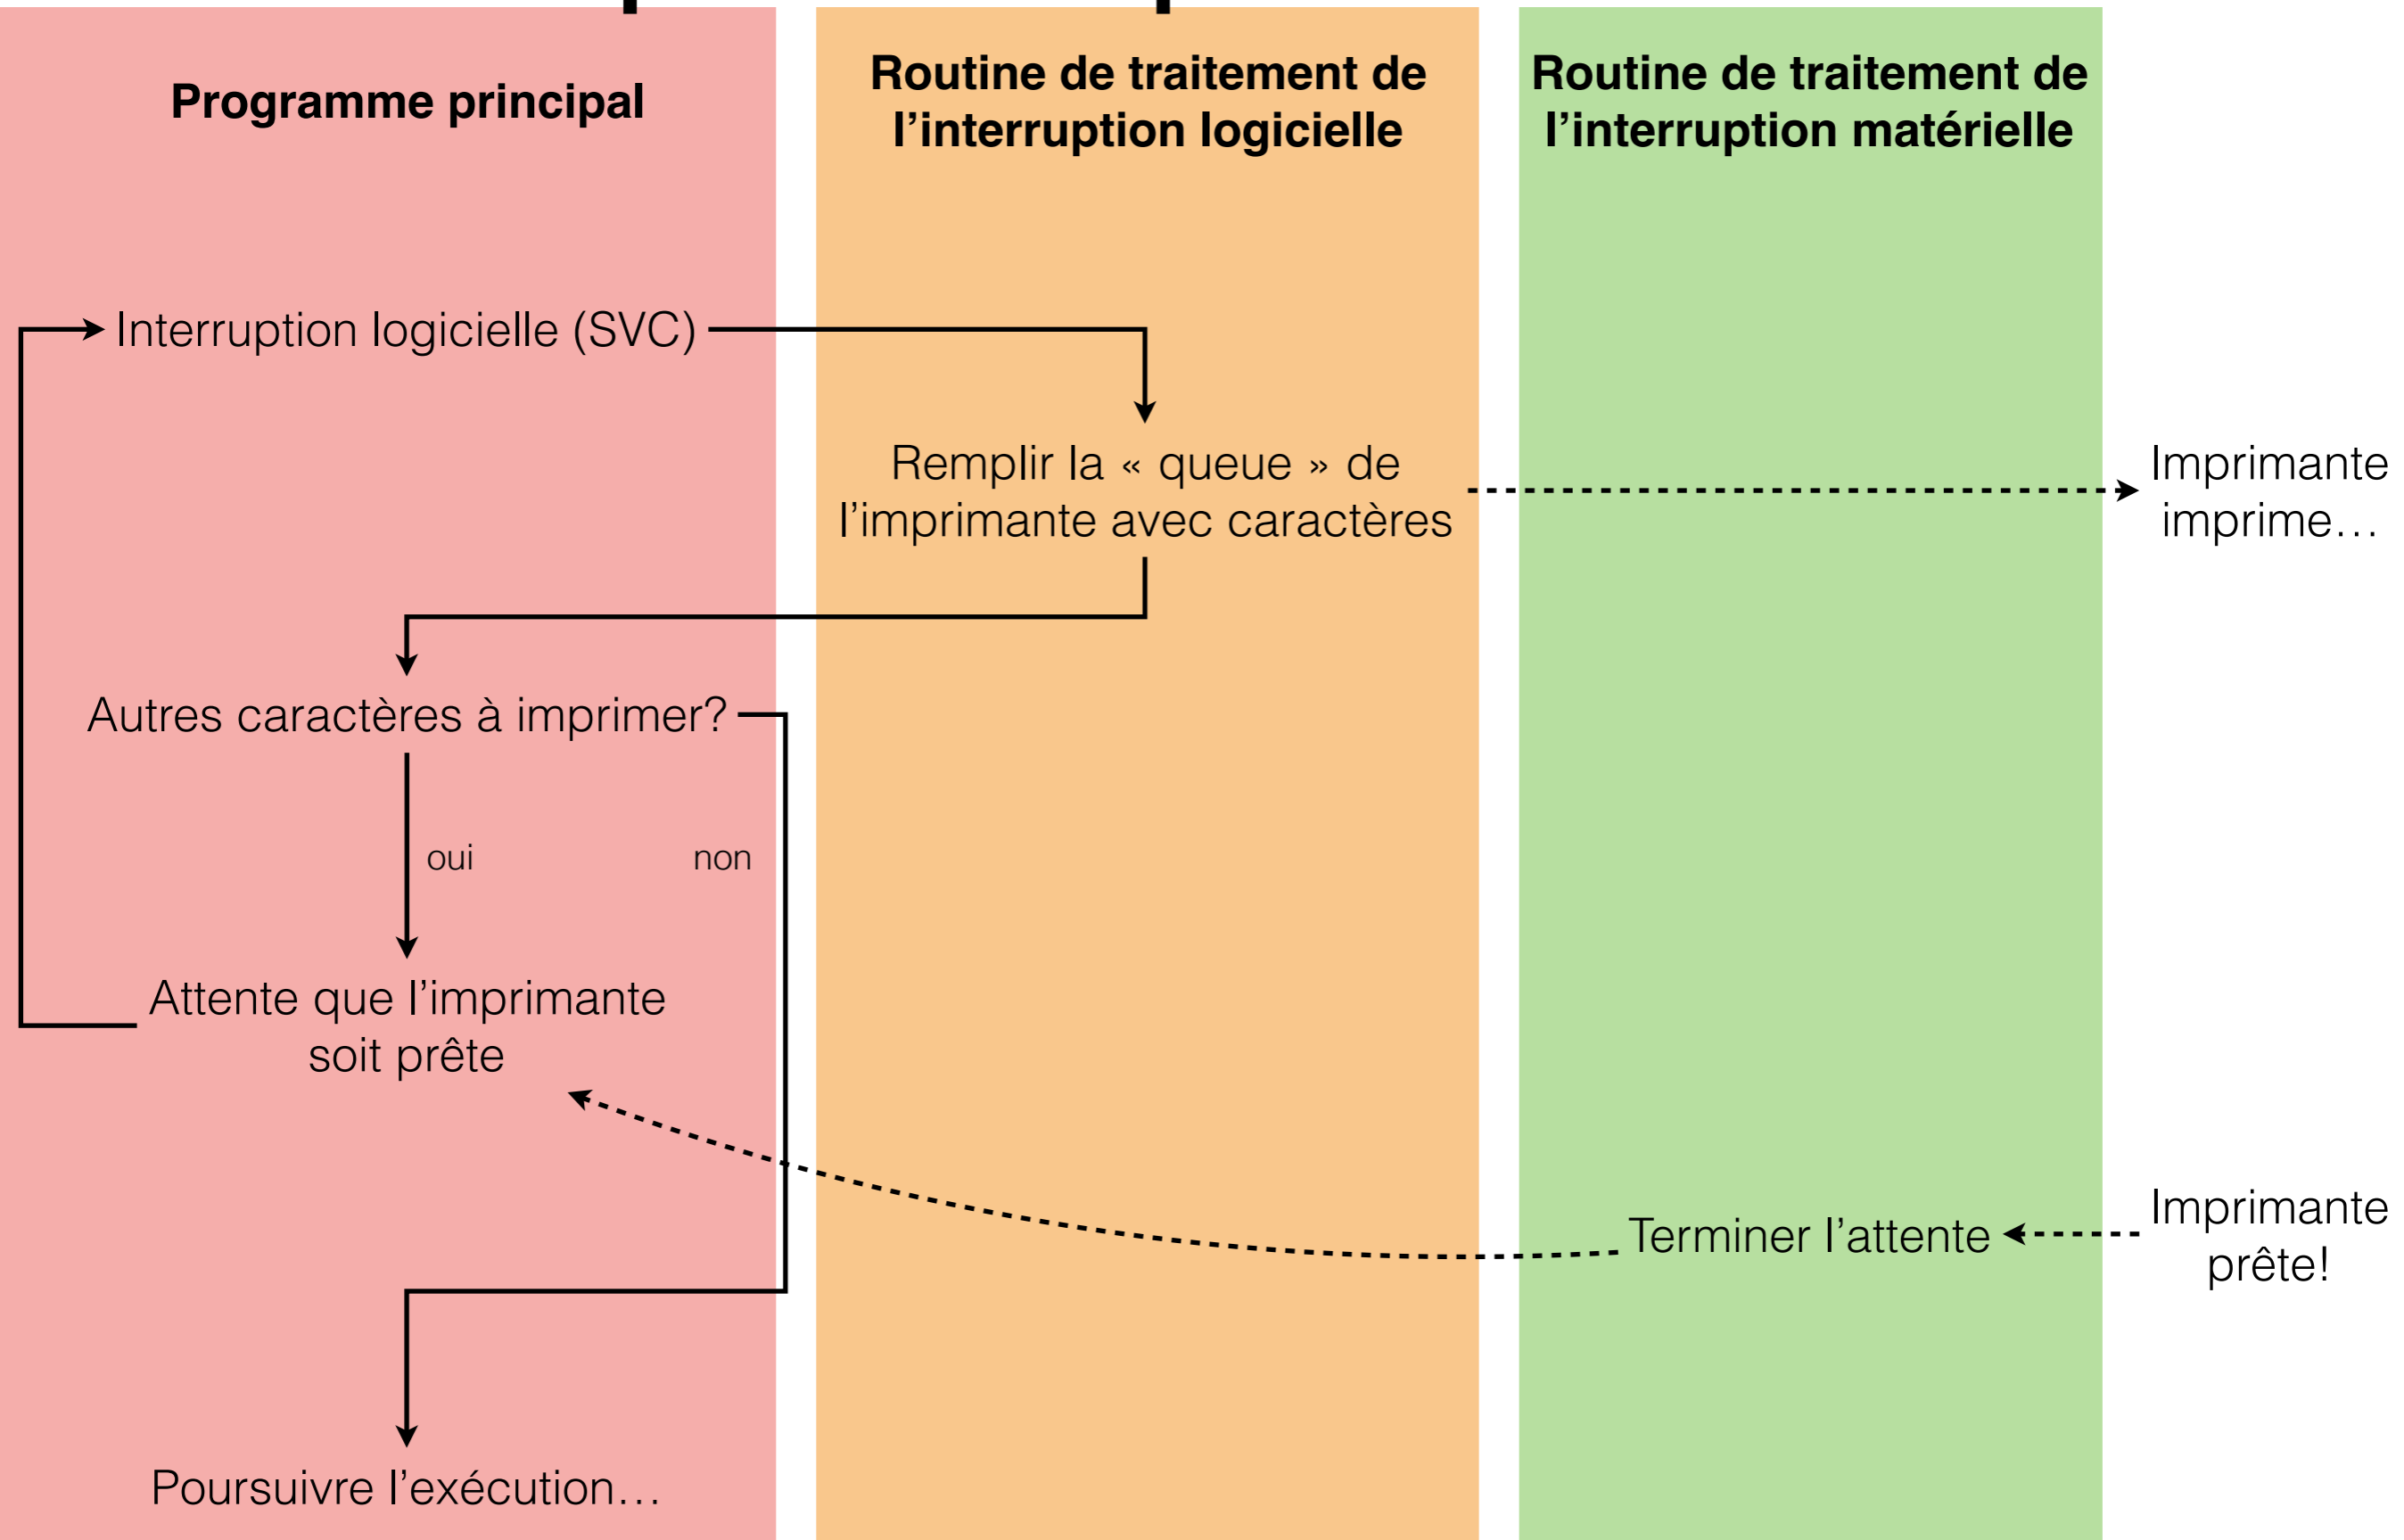 Programme principal
Routine de traitement de
l’interruption logicielle
Routine de traitement de
l’interruption matérielle
Interruption logicielle (SVC)
Remplir la « queue » de
l’imprimante avec caractères
Imprimante
imprime…
Autres caractères à imprimer?
oui
non
Attente que l’imprimante
soit prête
Terminer l’attente
Imprimante
prête!
Poursuivre l’exécution…